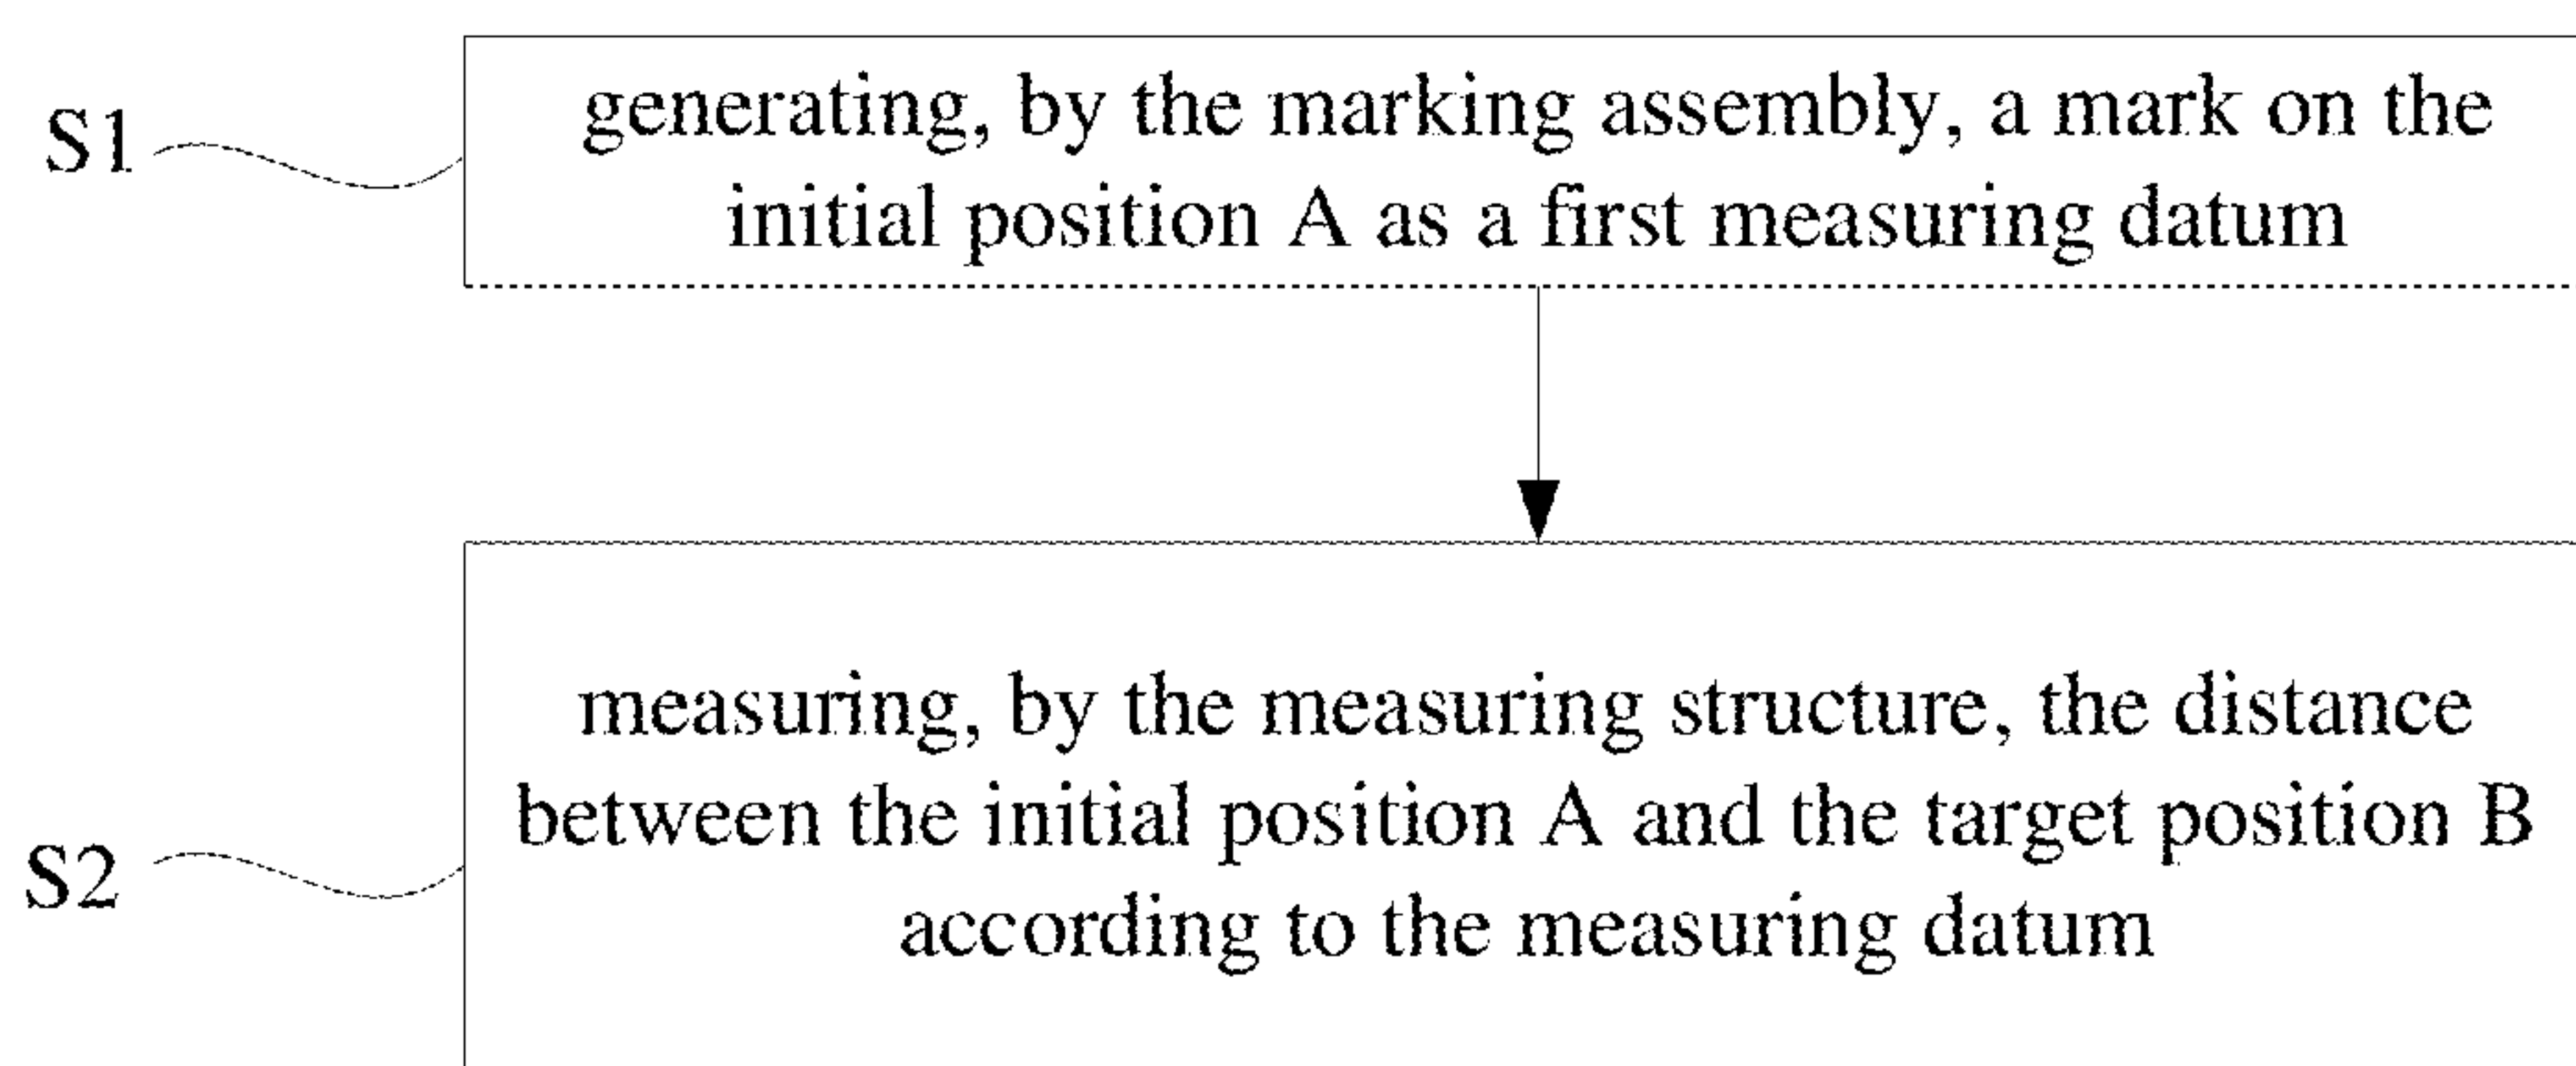 S1
generating, by the marking assembly, a mark on the
initial position A as a first measuring datum
S2
measuring, by the measuring structure, the distance
between the initial position A and the target position B
according to the measuring datum